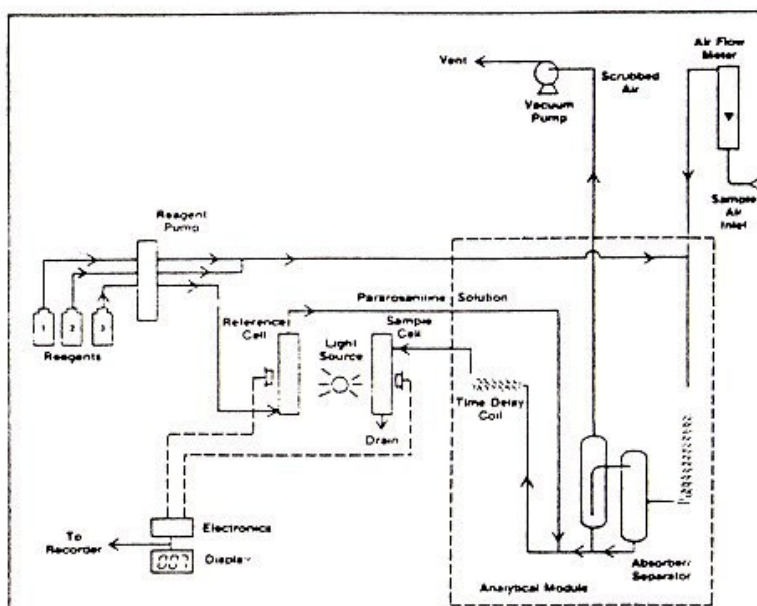 Air Flow
Meter
Vent
Scrubbed
Air
Vacuum
Pump
Sample
Air
Inlet
Reagent
Pump
Pararosaniline Solution
1
2
3
Reagents
Reference
Cell
Light
Source
Sample
Cell
Time Delay
Coil
Drain
To
Recorder
Electronics
007
Display
Absorber/
Separator
Analytical Module